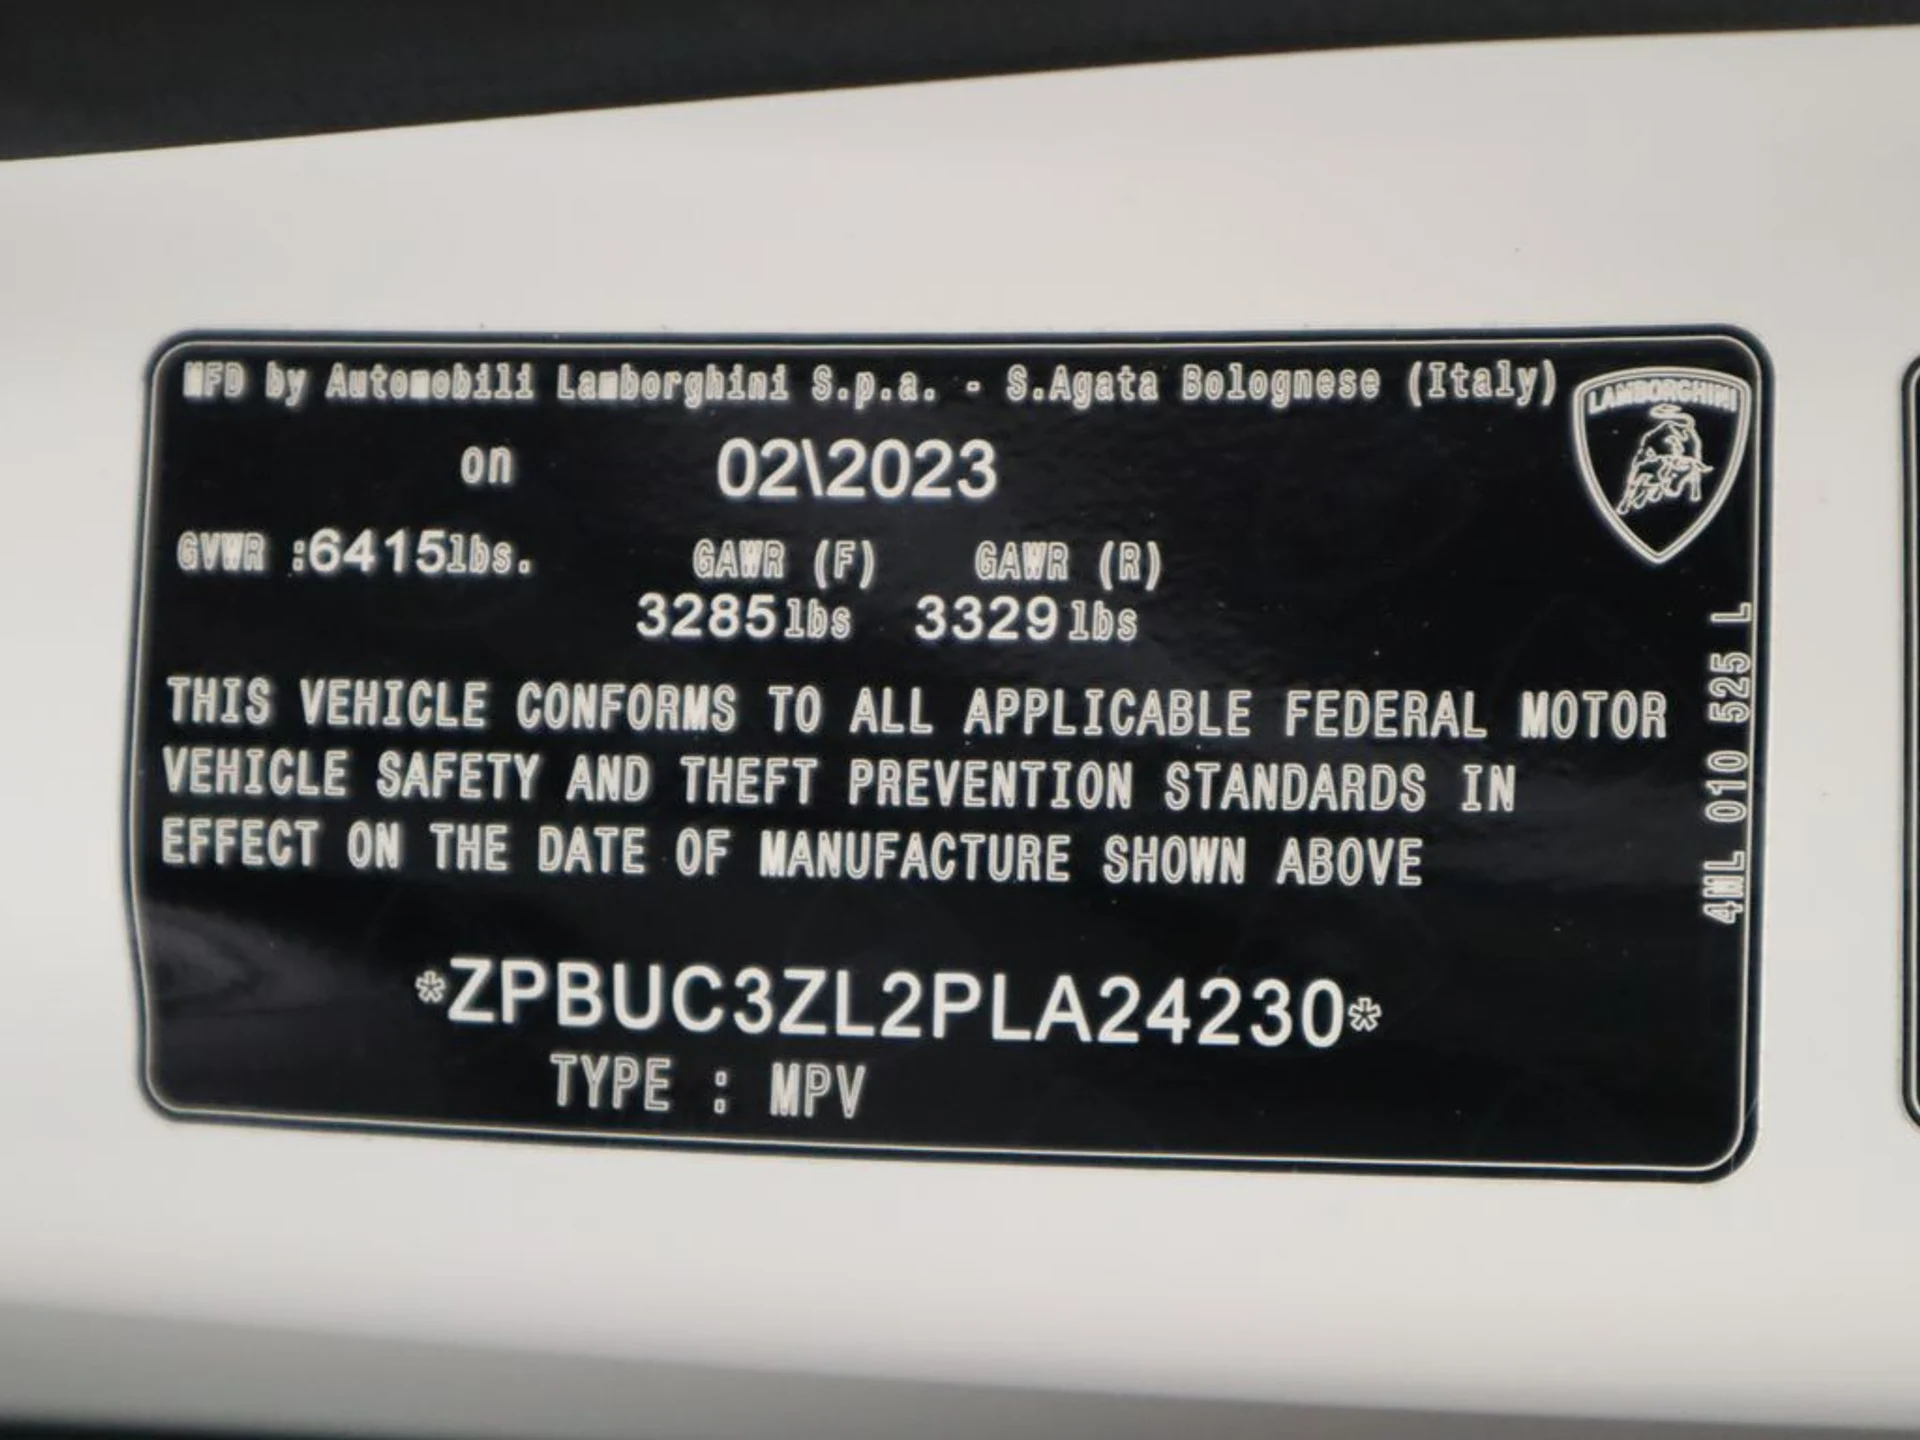 MFD by Automobili Lamborghini S.p.a. - S.Agata Bolognese (Italy)
LAMBORGHINI
on 02\2023
GVWR :6415lbs. GAWR (F) GAWR (R)
3285lbs 3329lbs
THIS VEHICLE CONFORMS TO ALL APPLICABLE FEDERAL MOTOR
VEHICLE SAFETY AND THEFT PREVENTION STANDARDS IN
EFFECT ON THE DATE OF MANUFACTURE SHOWN ABOVE
*ZPBUC3ZL2PLA24230*
TYPE : MPV
4ML 010 525 L